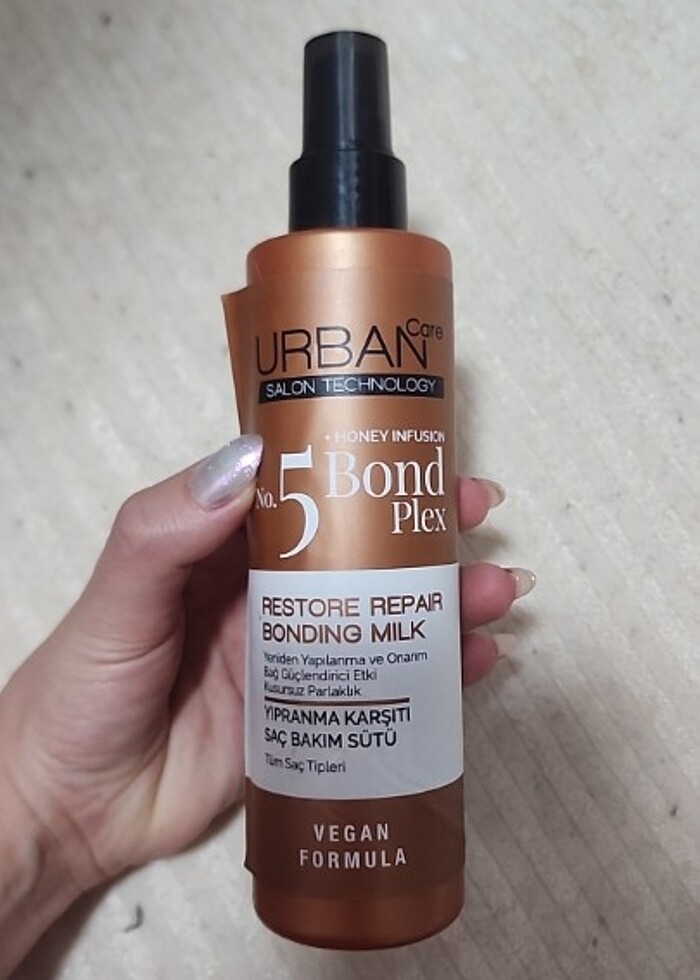 URBAN Care
SALON TECHNOLOGY
+ HONEY INFUSION
No.5 Bond
Plex
RESTORE REPAIR
BONDING MILK
Yeniden Yapılanma ve Onarım
Bağ Güçlendirici Etki
Kusursuz Parlaklık
YIPRANMA KARŞITI
SAÇ BAKIM SÜTÜ
Tüm Saç Tipleri
VEGAN
FORMULA